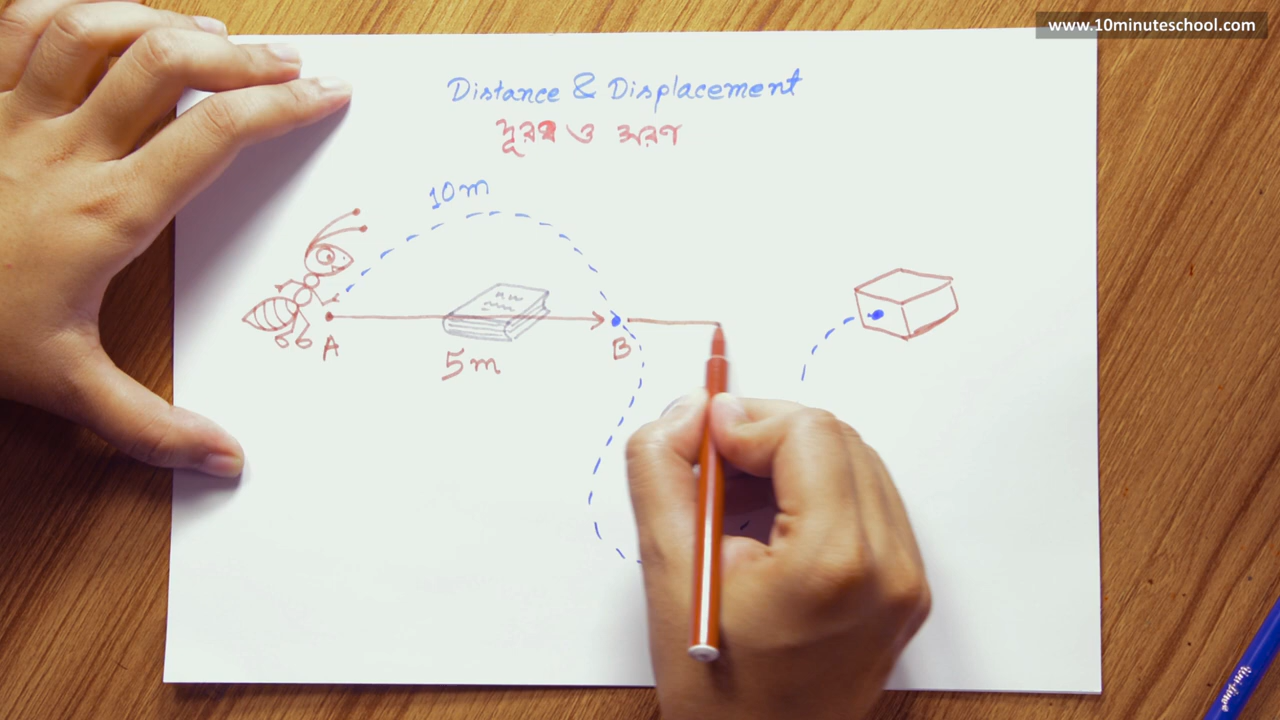 www.10minuteschool.com
Distance & Displacement
দূরত্ব ও সরণ
10m
A
5m
B